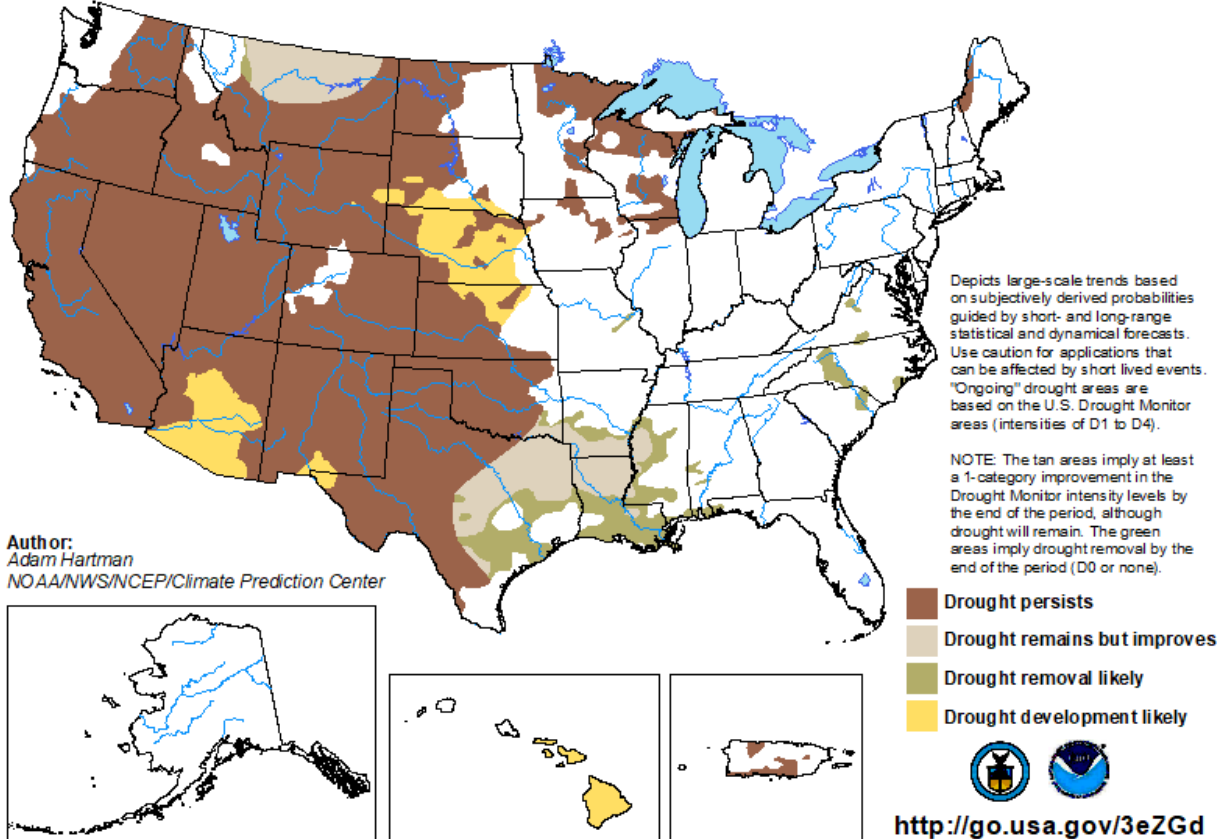 Depicts large-scale trends based
on subjectively derived probabilities
guided by short- and long-range
statistical and dynamical forecasts.
Use caution for applications that
can be affected by short lived events.
"Ongoing" drought areas are
based on the U.S. Drought Monitor
areas (intensities of D1 to D4).
NOTE: The tan areas imply at least
a 1-category improvement in the
Drought Monitor intensity levels by
the end of the period, although
drought will remain. The green
areas imply drought removal by the
end of the period (D0 or none).
Author:
Adam Hartman
NOAA/NWS/NCEP/Climate Prediction Center
Drought persists
Drought remains but improves
Drought removal likely
Drought development likely
http://go.usa.gov/3eZGd